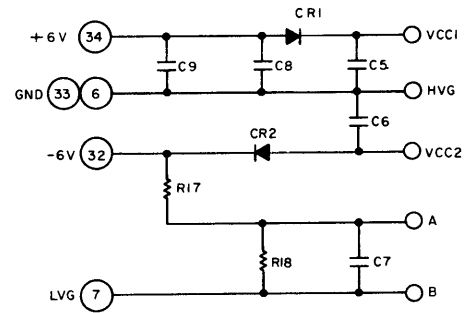 CR1
+6V 34 VCC1
C9 C8 C5
GND 33 6 HVG
C6
CR2
-6V 32 VCC2
R17
A
R18 C7
LVG 7 B